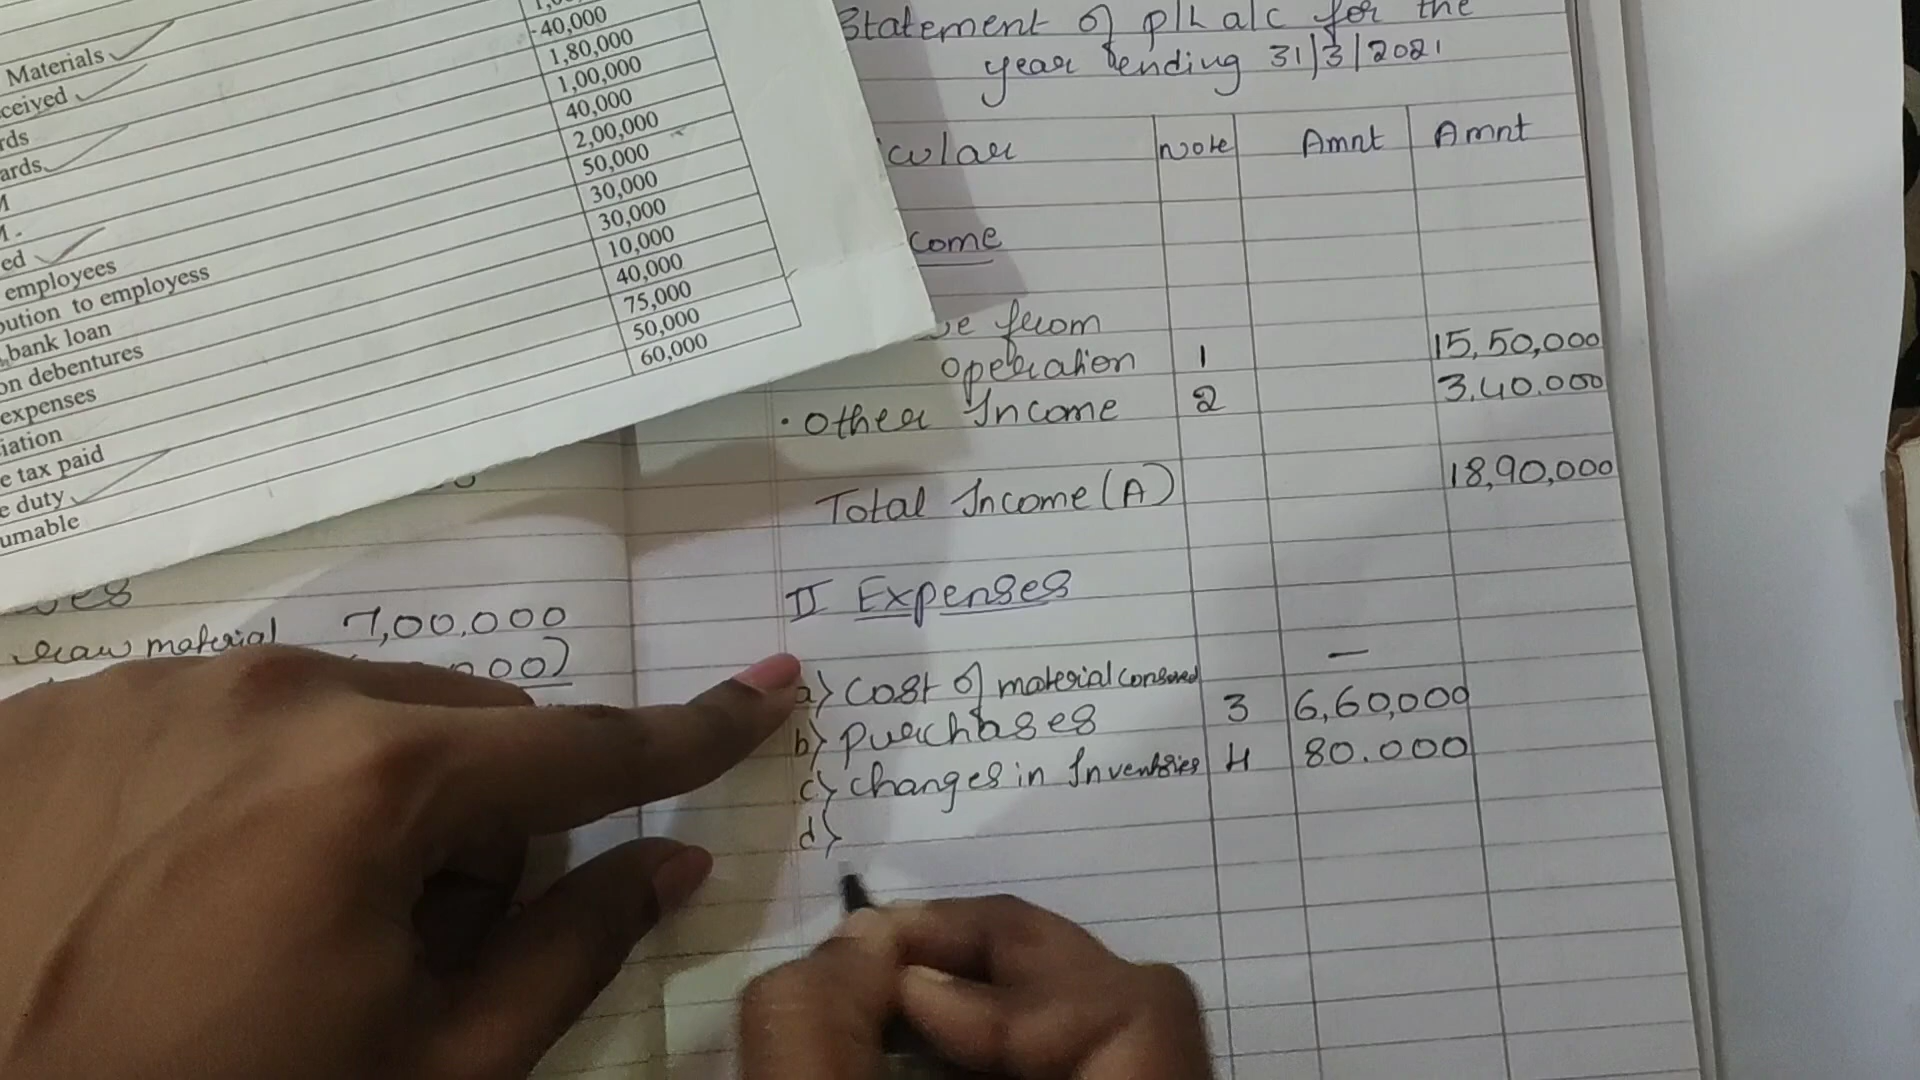 Materials
40,000
ceived
1,80,000
rds
1,00,000
ards
40,000
2,00,000
50,000
ed
30,000
employees
30,000
bution to employess
10,000
bank loan
40,000
on debentures
75,000
expenses
50,000
iation
60,000
e tax paid
e duty
umable
raw material 7,00,000
000)
Statement of P/L a/c for the
year ending 31/3/2021
icular Note Amnt Amnt
come
ue from
operation 1 15,50,000
• Other Income 2 3.40.000
Total Income (A) 18,90,000
II Expenses
a) Cost of material consumed —
b) purchases 3 6,60,000
c) changes in Inventories 4 80.000
d)